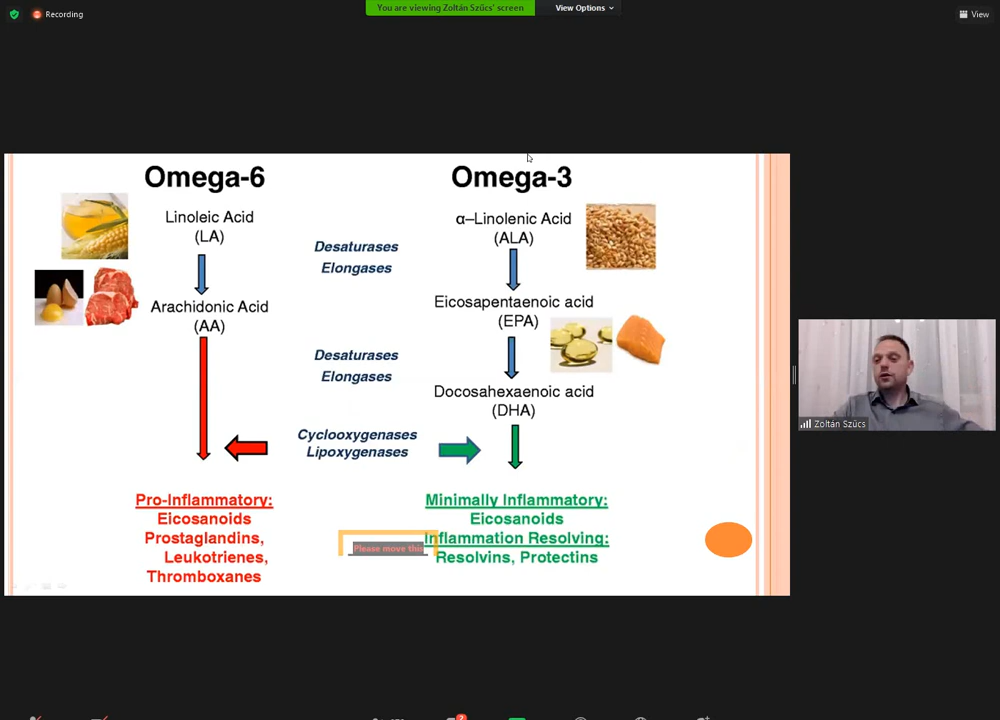 Recording
You are viewing Zoltán Szűcs' screen
View Options
View
Omega-6
Linoleic Acid
(LA)
Arachidonic Acid
(AA)
Desaturases
Elongases
Desaturases
Elongases
Cyclooxygenases
Lipoxygenases
Omega-3
α–Linolenic Acid
(ALA)
Eicosapentaenoic acid
(EPA)
Docosahexaenoic acid
(DHA)
Pro-Inflammatory:
Eicosanoids
Prostaglandins,
Leukotrienes,
Thromboxanes
Minimally Inflammatory:
Eicosanoids
Inflammation Resolving:
Resolvins, Protectins
Please move this
Zoltán Szűcs
2